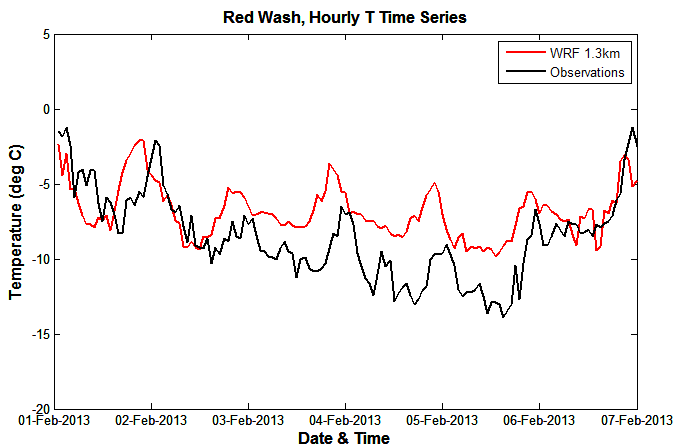 Red Wash, Hourly T Time Series
WRF 1.3km
Observations
Temperature (deg C)
5
0
-5
-10
-15
-20
01-Feb-2013 02-Feb-2013 03-Feb-2013 04-Feb-2013 05-Feb-2013 06-Feb-2013 07-Feb-2013
Date & Time